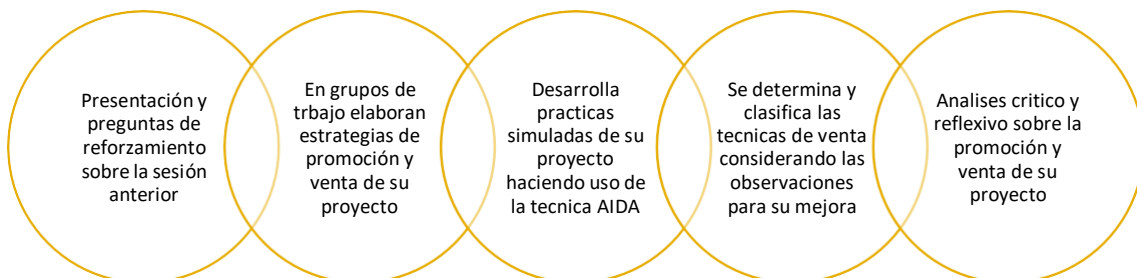 Presentación y
preguntas de
reforzamiento
sobre la sesión
anterior
En grupos de
trbajo elaboran
estrategias de
promoción y
venta de su
proyecto
Desarrolla
practicas
simuladas de su
proyecto
haciendo uso de
la tecnica AIDA
Se determina y
clasifica las
tecnicas de venta
considerando las
observaciones
para su mejora
Analises critico y
reflexivo sobre la
promoción y
venta de su
proyecto